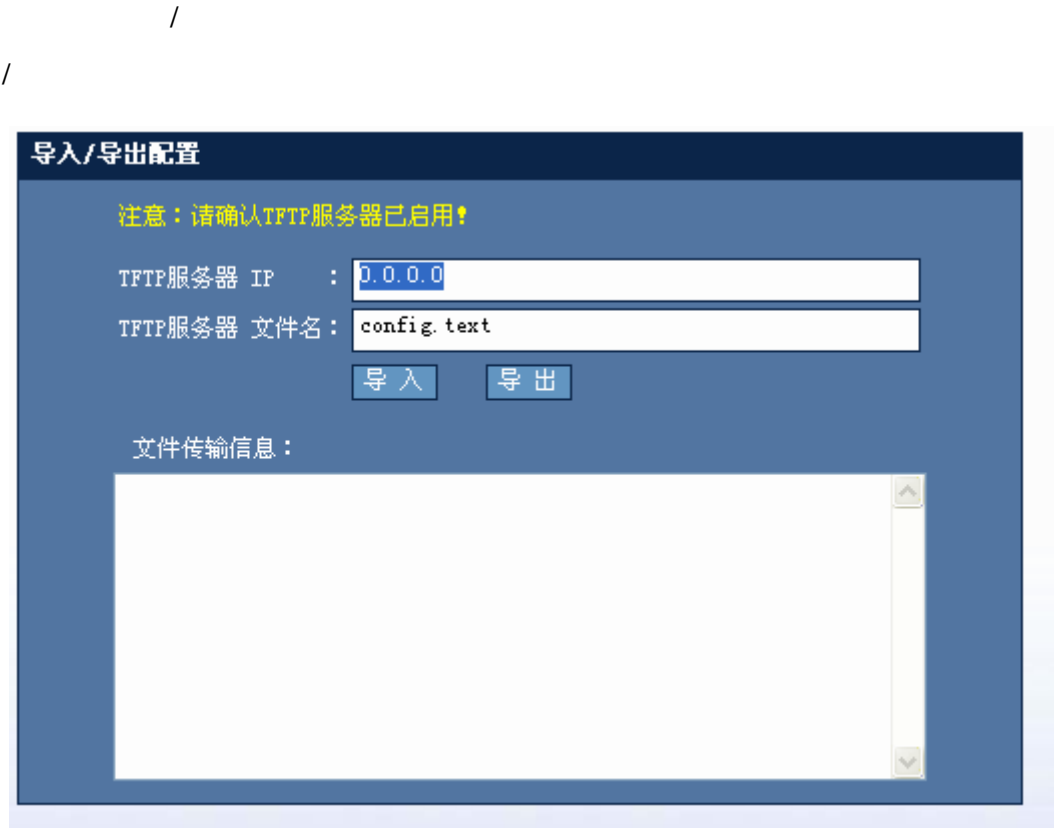 /
/
导入/导出配置
注意：请确认TFTP服务器已启用!
TFTP服务器 IP ： 0.0.0.0
TFTP服务器 文件名： config.text
导 入 导 出
文件传输信息：